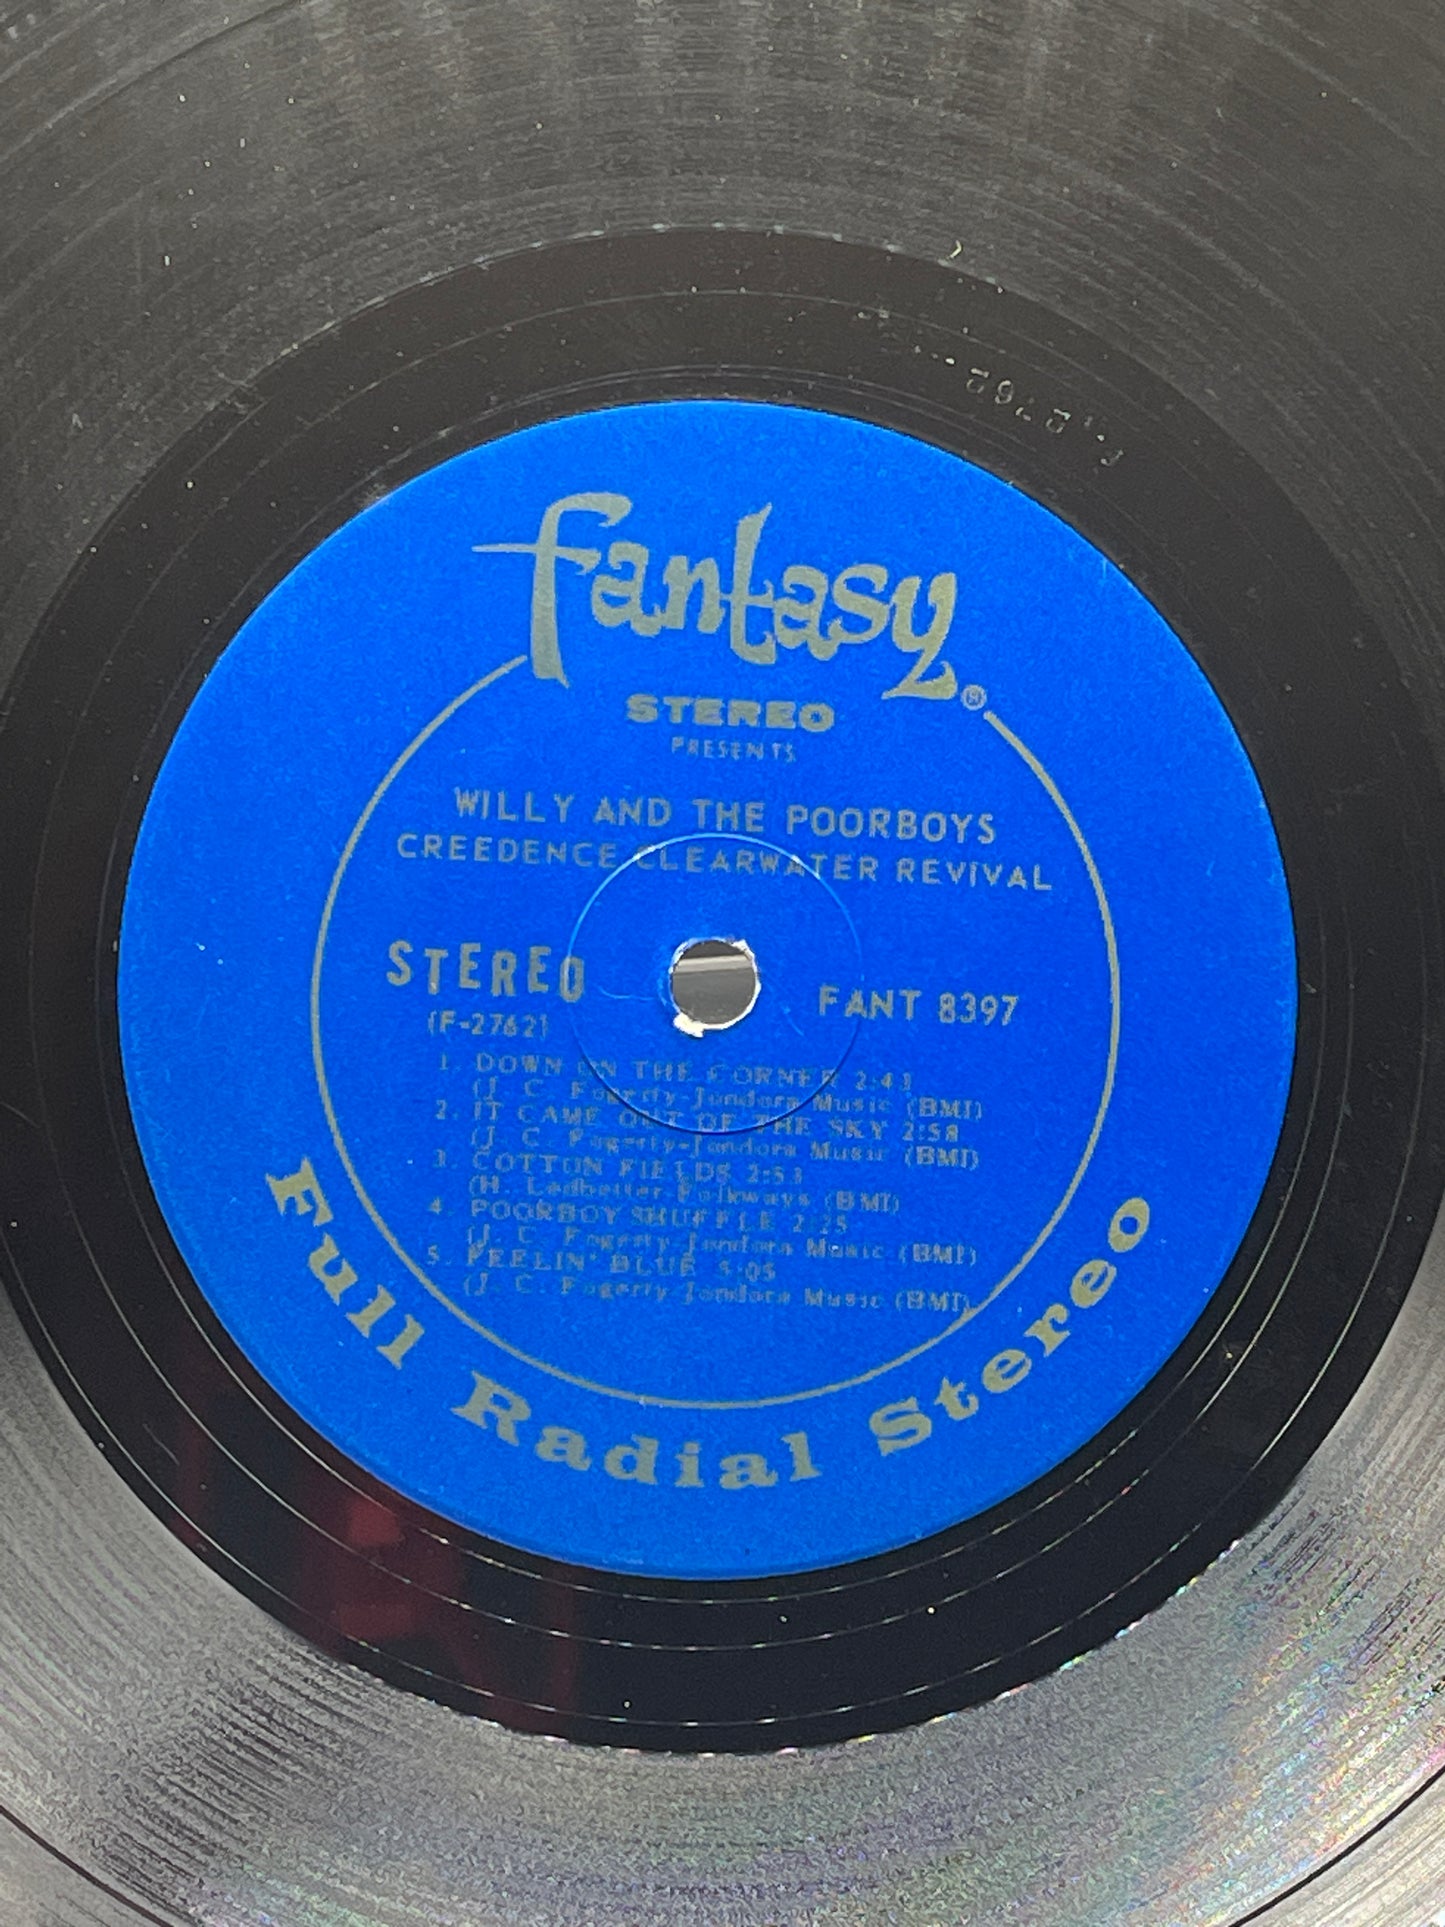 F-2762
fantasy®
STEREO
PRESENTS
WILLY AND THE POORBOYS
CREEDENCE CLEARWATER REVIVAL
STEREO
(F-2762)
FANT 8397
1. DOWN ON THE CORNER 2:43
(J. C. Fogerty-Jondora Music (BMI)
2. IT CAME OUT OF THE SKY 2:58
(J. C. Fogerty-Jondora Music (BMI)
3. COTTON FIELDS 2:53
(H. Ledbetter-Folkways (BMI)
4. POORBOY SHUFFLE 2:25
(J. C. Fogerty-Jondora Music (BMI)
5. FEELIN' BLUE 5:05
(J. C. Fogerty-Jondora Music (BMI)
Full Radial Stereo